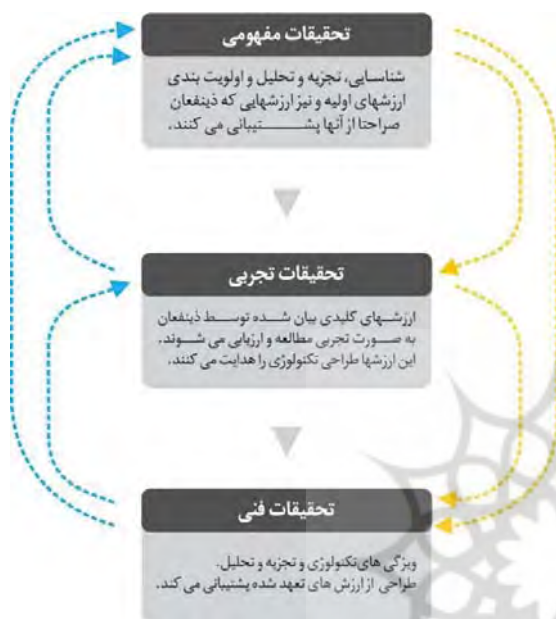 تحقیقات مفهومی
شناسایی، تجزیه و تحلیل و اولویت بندی
ارزشهای اولیه و نیز ارزشهایی که ذینفعان
صراحتا از آنها پشتیبانی می کنند.
تحقیقات تجربی
ارزشهای کلیدی بیان شده توسط ذینفعان
به صورت تجربی مطالعه و ارزیابی می شوند.
این ارزشها طراحی تکنولوژی را هدایت می کنند.
تحقیقات فنی
ویژگی های تکنولوژی و تجزیه و تحلیل.
طراحی از ارزش های تعهد شده پشتیبانی می کند.